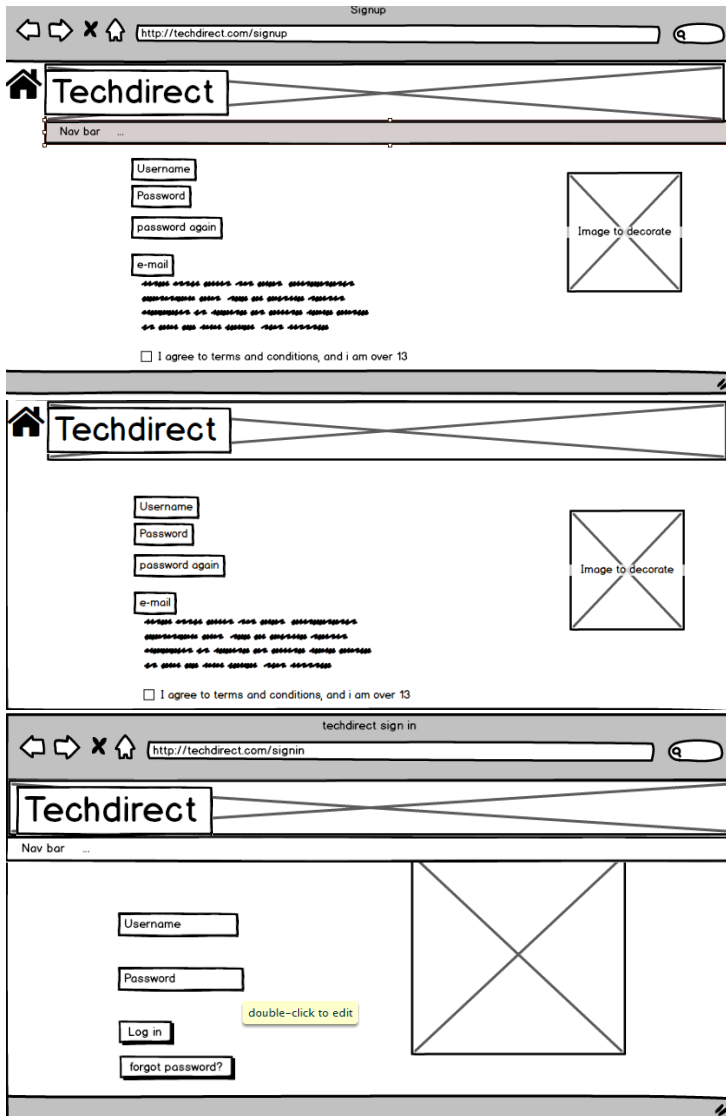 Signup
http://techdirect.com/signup
Techdirect
Nav bar ...
Username
Password
password again
Image to decorate
e-mail
I agree to terms and conditions, and i am over 13
Techdirect
Username
Password
password again
Image to decorate
e-mail
I agree to terms and conditions, and i am over 13
techdirect sign in
http://techdirect.com/signin
Techdirect
Nav bar ...
Username
Password
double-click to edit
Log in
forgot password?